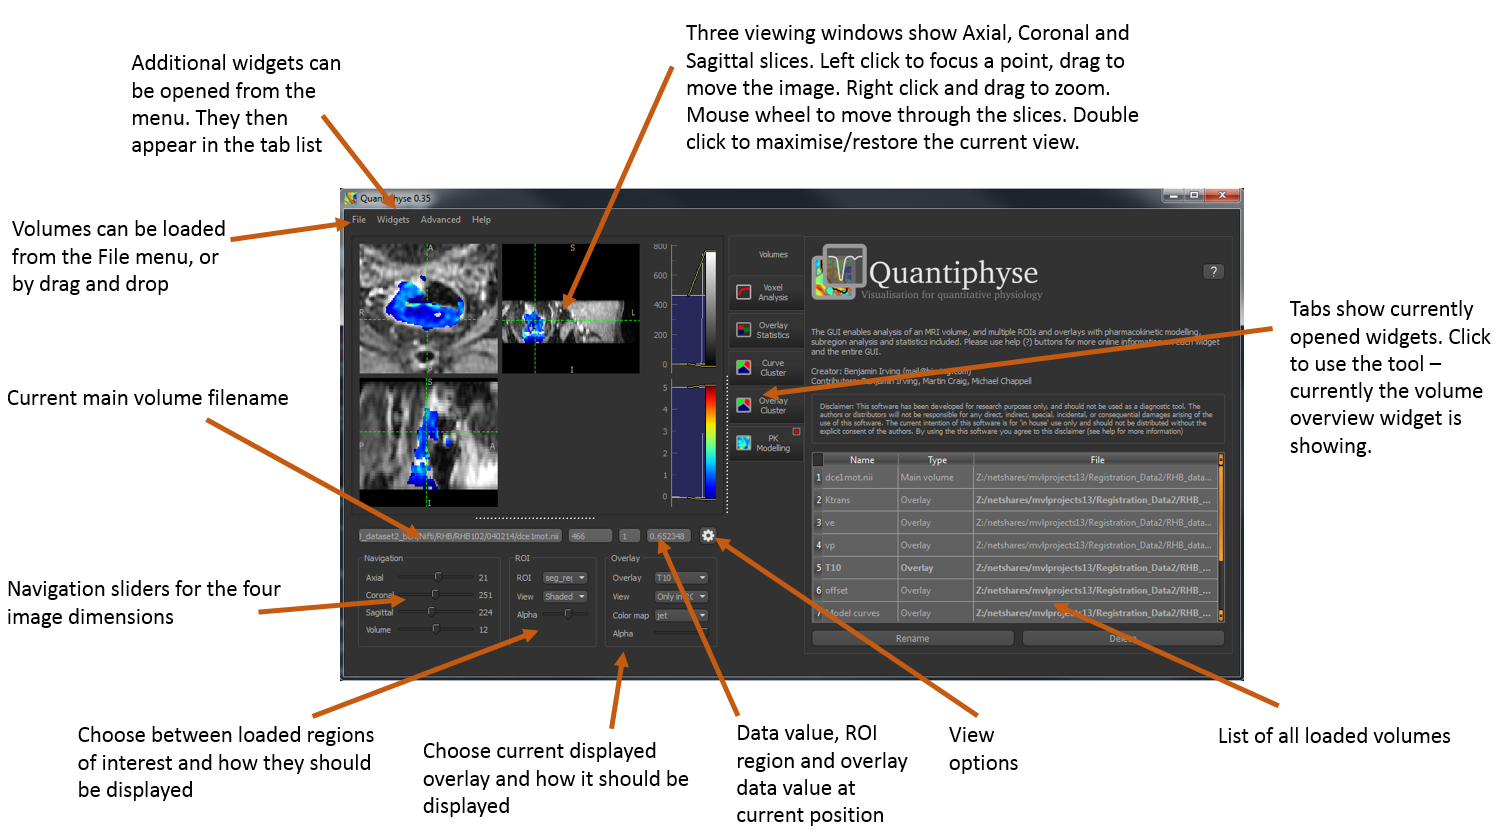 Three viewing windows show Axial, Coronal and
Sagittal slices. Left click to focus a point, drag to
move the image. Right click and drag to zoom.
Mouse wheel to move through the slices. Double
click to maximise/restore the current view.
Additional widgets can
be opened from the
menu. They then
appear in the tab list
Volumes can be loaded
from the File menu, or
by drag and drop
Current main volume filename
Navigation sliders for the four
image dimensions
Quantiphyse 0.35
File Widgets Advanced Help
A
R
S
L
I
P
S
P
A
I
800
600
400
200
0
5
4
3
2
1
0
Volumes
Voxel
Analysis
Overlay
Statistics
Curve
Cluster
Overlay
Cluster
PK
Modelling
Quantiphyse
Visualisation for quantitative physiology
?
The GUI enables analysis of an MRI volume, and multiple ROIs and overlays with pharmacokinetic modelling,
subregion analysis and statistics included. Please use help (?) buttons for more online information on each widget
and the entire GUI.
Creator: Benjamin Irving
Contributors: Benjamin Irving, Martin Craig, Michael Chappell
Disclaimer: This software has been developed for research purposes only, and should not be used as a diagnostic tool. The
authors or distributors will not be responsible for any direct, indirect, special, incidental, or consequential damages arising of the
use of this software. The current intention of this software is for 'in house' use only and should not be distributed without the
explicit consent of the authors. By using the this software you agree to this disclaimer (see help for more information)
Name Type File
1 dce1mot.nii Main volume Z:/netshares/mvlprojects13/Registration_Data2/RHB_data...
2 Ktrans Overlay Z:/netshares/mvlprojects13/Registration_Data2/RHB_...
3 ve Overlay Z:/netshares/mvlprojects13/Registration_Data2/RHB_data...
4 vp Overlay Z:/netshares/mvlprojects13/Registration_Data2/RHB_data...
5 T10 Overlay Z:/netshares/mvlprojects13/Registration_Data2/RHB_...
6 offset Overlay Z:/netshares/mvlprojects13/Registration_Data2/RHB_...
7 Model curves Overlay Z:/netshares/mvlprojects13/Registration_Data2/RHB_...
Rename Delete
/Nifti/RHB/RHB102/040214/dce1mot.nii 466 1 0.652348
Navigation
Axial 21
Coronal 251
Sagittal 224
Volume 12
ROI
ROI seg_re
View Shaded
Alpha
Overlay
Overlay T10
View Only in
Color map jet
Alpha
Tabs show currently
opened widgets. Click
to use the tool –
currently the volume
overview widget is
showing.
Choose between loaded regions
of interest and how they should
be displayed
Choose current displayed
overlay and how it should be
displayed
Data value, ROI
region and overlay
data value at
current position
View
options
List of all loaded volumes